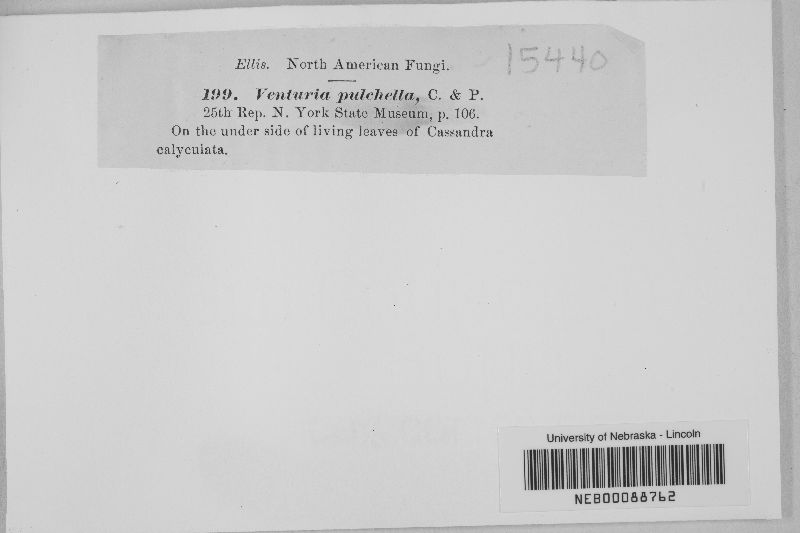 Ellis. North American Fungi.
15440
199. Venturia pulchella, C. & P.
25th Rep. N. York State Museum, p. 106.
On the under side of living leaves of Cassandra
calyculata.
University of Nebraska - Lincoln
NEB00088762